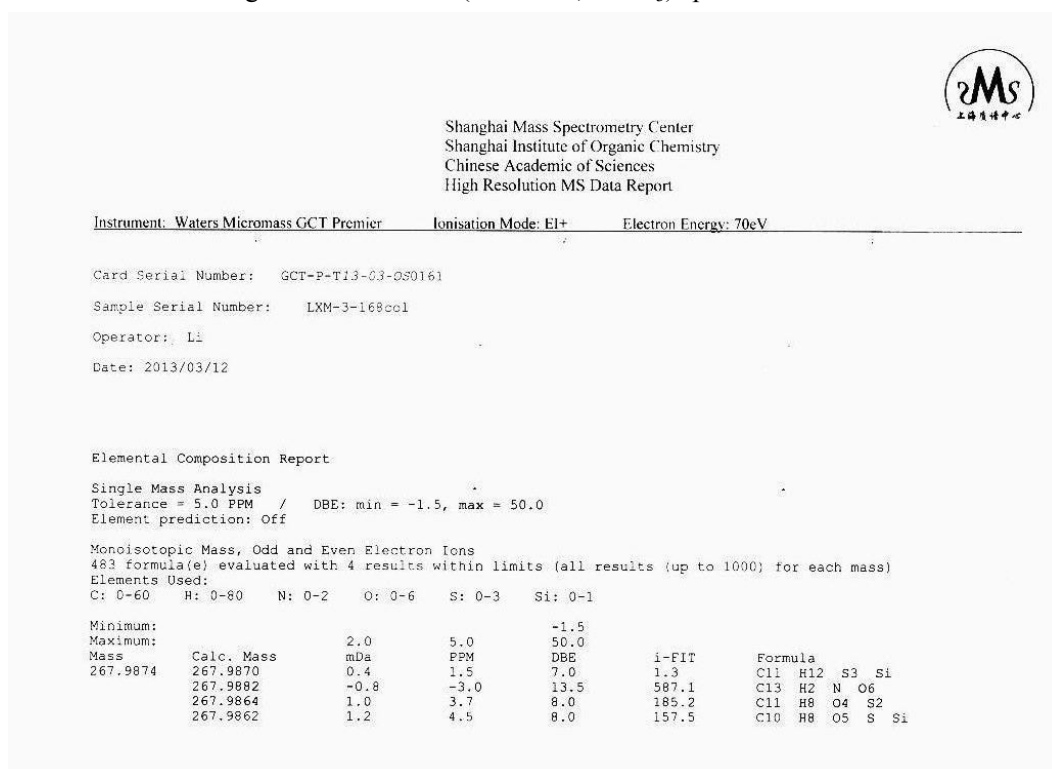 MS
上海质谱中心
Shanghai Mass Spectrometry Center
Shanghai Institute of Organic Chemistry
Chinese Academic of Sciences
High Resolution MS Data Report
Instrument: Waters Micromass GCT Premier Ionisation Mode: EI+ Electron Energy: 70eV
Card Serial Number: GCT-P-T13-03-OS0161
Sample Serial Number: LXM-3-168ccl
Operator: Li
Date: 2013/03/12
Elemental Composition Report
Single Mass Analysis
Tolerance = 5.0 PPM / DBE: min = -1.5, max = 50.0
Element prediction: Off
Monoisotopic Mass, Odd and Even Electron Ions
483 formula(e) evaluated with 4 results within limits (all results (up to 1000) for each mass)
Elements Used:
C: 0-60 H: 0-80 N: 0-2 O: 0-6 S: 0-3 Si: 0-1
Minimum: -1.5
Maximum: 2.0 5.0 50.0
Mass Calc. Mass mDa PPM DBE i-FIT Formula
267.9874 267.9870 0.4 1.5 7.0 1.3 C11 H12 S3 Si
267.9882 -0.8 -3.0 13.5 587.1 C13 H2 N O6
267.9864 1.0 3.7 8.0 185.2 C11 H8 O4 S2
267.9862 1.2 4.5 8.0 157.5 C10 H8 O5 S Si